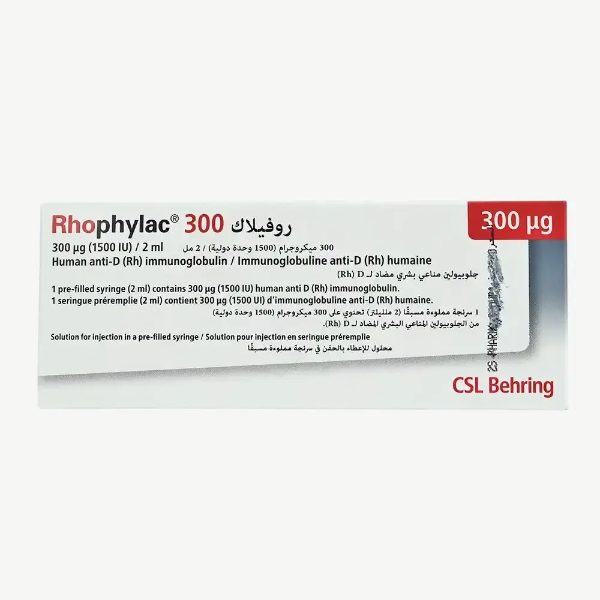 Rhophylac® 300 روفيلاك
300 µg
300 µg (1500 IU) / 2 ml
300 ميكروجرام (1500 وحدة دولية) / 2 مل
Human anti-D (Rh) immunoglobulin / Immunoglobuline anti-D (Rh) humaine
جلوبيولين مناعي بشري مضاد لـ D (Rh)
1 pre-filled syringe (2 ml) contains 300 µg (1500 IU) human anti D (Rh) immunoglobulin.
1 seringue préremplie (2 ml) contient 300 µg (1500 UI) d'immunoglobuline anti-D (Rh) humaine.
1 سرنجة مملوءة مسبقًا (2 ملليلتر) تحتوي على 300 ميكروجرام (1500 وحدة دولية)
من الجلوبيولين المناعي البشري المضاد لـ D (Rh).
Solution for injection in a pre-filled syringe / Solution pour injection en seringue préremplie
محلول للإعطاء بالحقن في سرنجة مملوءة مسبقًا
CSL Behring